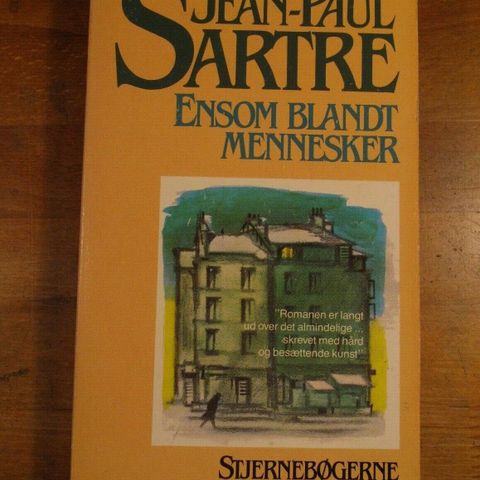 JEAN-PAUL
SARTRE
ENSOM BLANDT
MENNESKER
"Romanen er langt
ud over det almindelige ...
skrevet med hård
og besættende kunst"
STJERNEBØGERNE